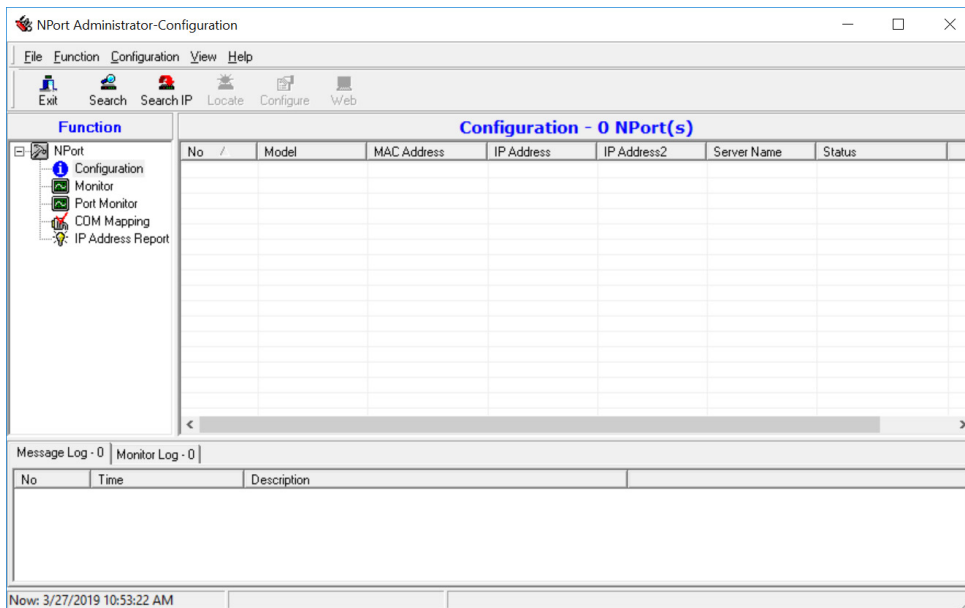 NPort Administrator-Configuration
File Function Configuration View Help
Exit Search Search IP Locate Configure Web
Function
Configuration - 0 NPort(s)
NPort
Configuration
Monitor
Port Monitor
COM Mapping
IP Address Report
No Model MAC Address IP Address IP Address2 Server Name Status
Message Log - 0 Monitor Log - 0
No Time Description
Now: 3/27/2019 10:53:22 AM